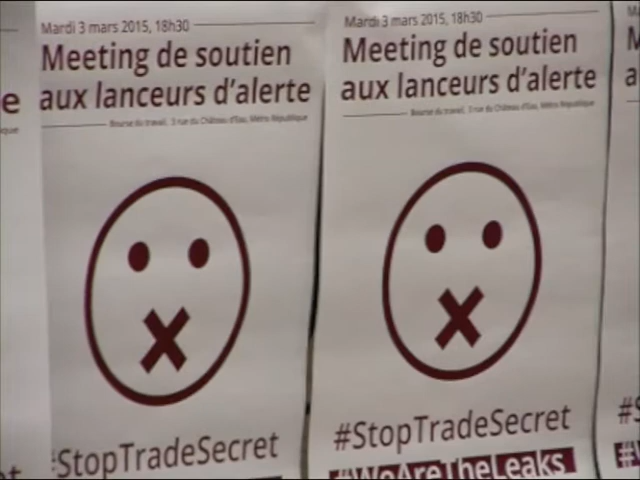 Mardi 3 mars 2015, 18h30
Meeting de soutien
aux lanceurs d'alerte
Bourse du travail, 3 rue du Château d'Eau, Métro République
#StopTradeSecret
Mardi 3 mars 2015, 18h30
Meeting de soutien
aux lanceurs d'alerte
Bourse du travail, 3 rue du Château d'Eau, Métro République
#StopTradeSecret
#WeAreTheLeaks